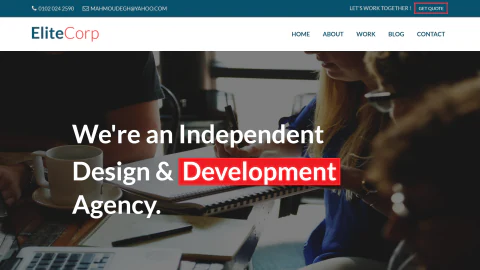 0102 024 2590 MAHMOUDEGH@YAHOO.COM LET'S WORK TOGETHER ! GET QUOTE
EliteCorp HOME ABOUT WORK BLOG CONTACT
We're an Independent
Design & Development
Agency.